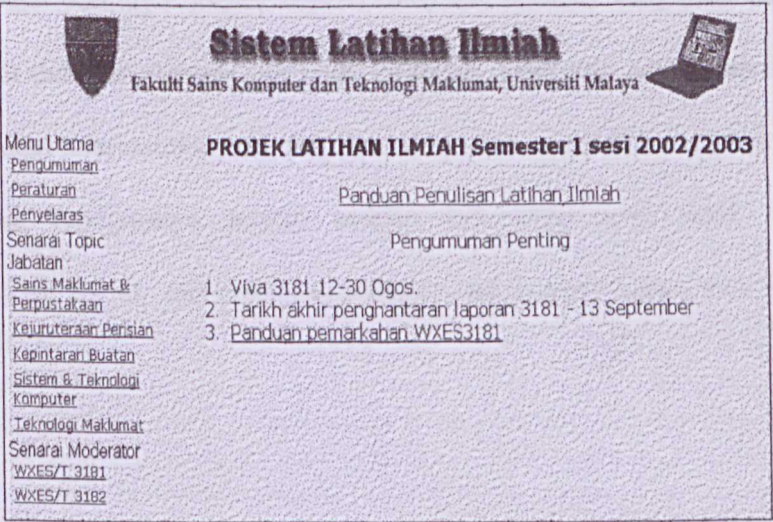 Sistem Latihan Ilmiah
Fakulti Sains Komputer dan Teknologi Maklumat, Universiti Malaya
Menu Utama
Pengumuman
Peraturan
Penyelaras
Senarai Topic
Jabatan
Sains Maklumat &
Perpustakaan
Kejuruteraan Perisian
Kepintaran Buatan
Sistem & Teknologi
Komputer
Teknologi Maklumat
Senarai Moderator
WXES/T 3181
WXES/T 3182
PROJEK LATIHAN ILMIAH Semester I sesi 2002/2003
Panduan Penulisan Latihan Ilmiah
Pengumuman Penting
1. Viva 3181 12-30 Ogos.
2. Tarikh akhir penghantaran laporan 3181 - 13 September
3. Panduan pemarkahan WXES3181